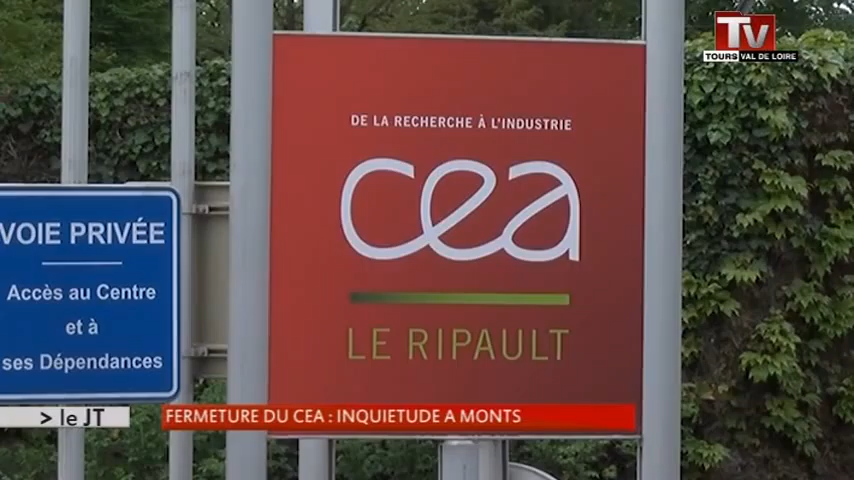 TV
TOURS VAL DE LOIRE
DE LA RECHERCHE À L'INDUSTRIE
cea
LE RIPAULT
VOIE PRIVÉE
Accès au Centre
et à
ses Dépendances
> le JT
FERMETURE DU CEA : INQUIETUDE A MONTS